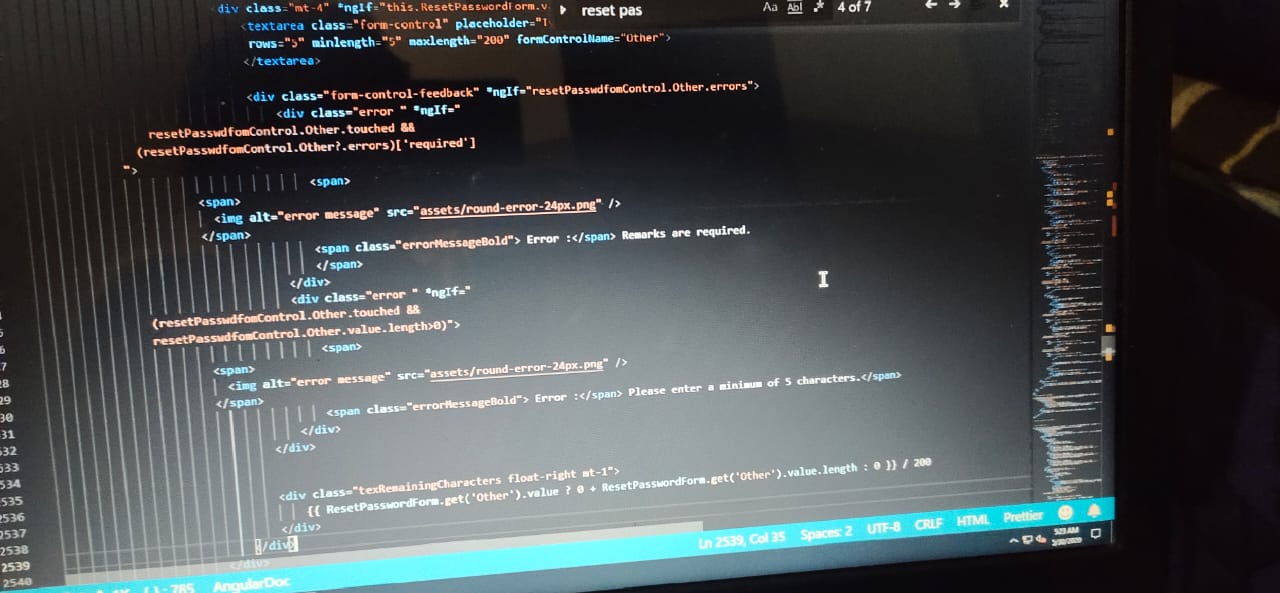 reset pas
Aa Abl .* 4 of 7
<div class="mt-4" *ngIf="this.ResetPasswordForm.v
<textarea class="form-control" placeholder="
rows="5" minlength="5" maxlength="200" formControlName="Other">
</textarea>
<div class="form-control-feedback" *ngIf="resetPasswdfomControl.Other.errors">
<div class="error " *ngIf="
resetPasswdfomControl.Other.touched &&
(resetPasswdfomControl.Other?.errors)['required']
">
<span>
<span>
<img alt="error message" src="assets/round-error-24px.png" />
</span>
<span class="errorMessageBold"> Error :</span> Remarks are required.
</span>
</div>
<div class="error " *ngIf="
(resetPasswdfomControl.Other.touched &&
resetPasswdfomControl.Other.value.length>0)">
<span>
<span>
<img alt="error message" src="assets/round-error-24px.png" />
</span>
<span class="errorMessageBold"> Error :</span> Please enter a minimum of 5 characters.</span>
</div>
</div>
<div class="texRemainingCharacters float-right mt-1">
{{ ResetPasswordForm.get('Other').value ? 0 + ResetPasswordForm.get('Other').value.length : 0 }} / 200
</div>
</div>
</div>
30
31
532
533
534
535
2536
2537
2538
2539
2540
AngularDoc
Ln 2539, Col 35 Spaces: 2 UTF-8 CRLF HTML Prettier
5:23 AM